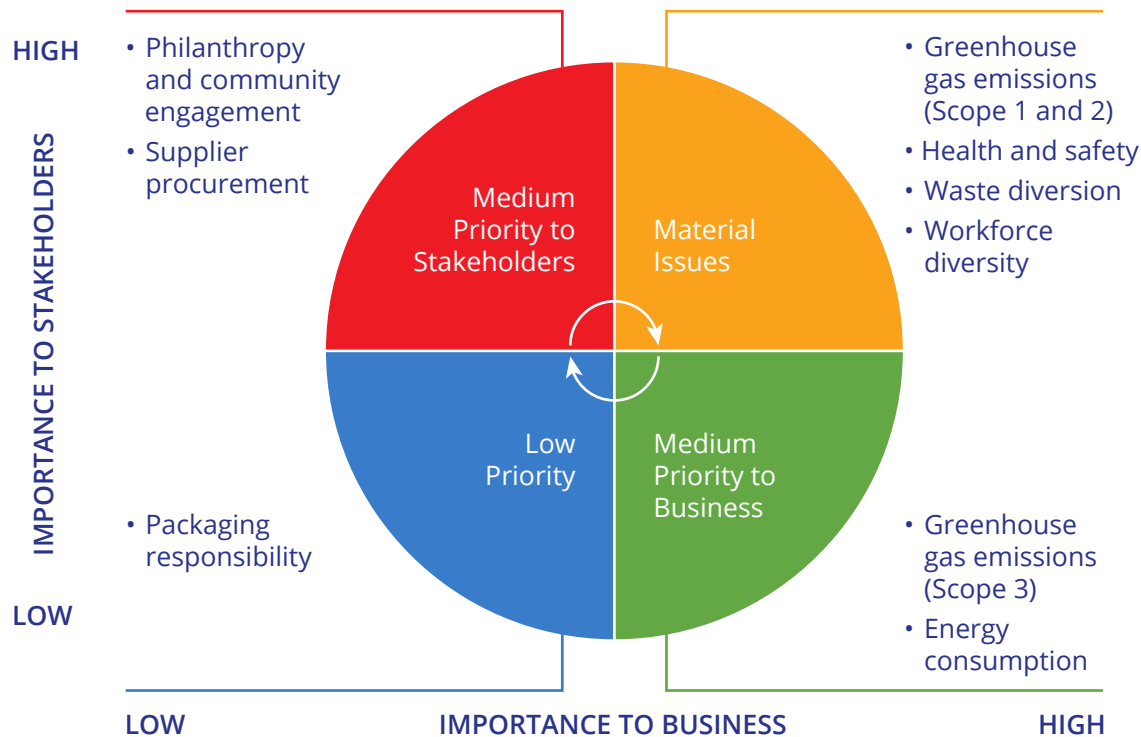 HIGH
IMPORTANCE TO STAKEHOLDERS
LOW
• Philanthropy
and community
engagement
• Supplier
procurement
Medium
Priority to
Stakeholders
Material
Issues
• Greenhouse
gas emissions
(Scope 1 and 2)
• Health and safety
• Waste diversion
• Workforce
diversity
• Packaging
responsibility
Low
Priority
Medium
Priority to
Business
• Greenhouse
gas emissions
(Scope 3)
• Energy
consumption
LOW
IMPORTANCE TO BUSINESS
HIGH